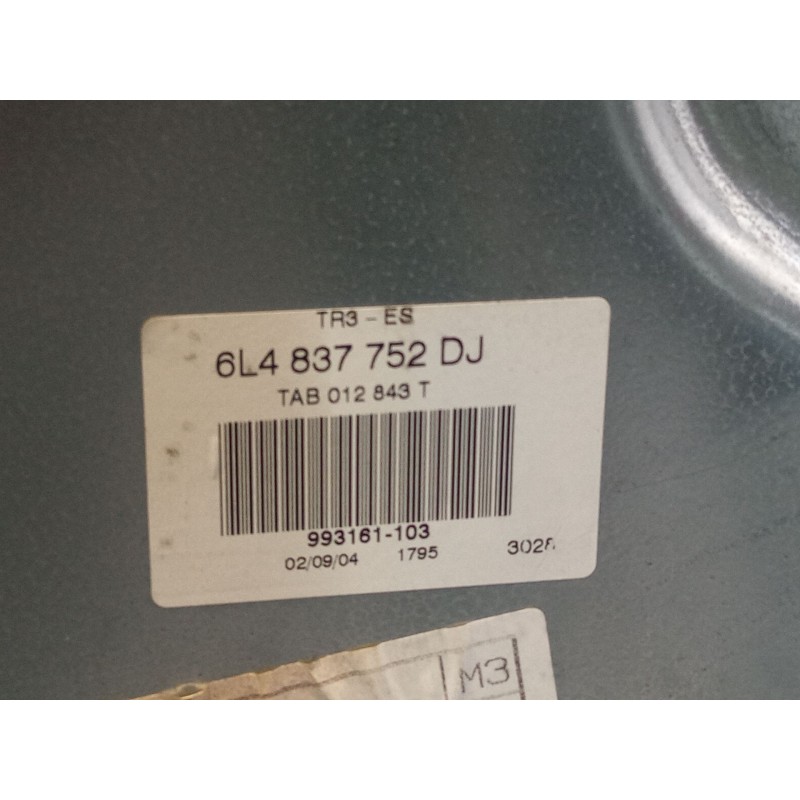 TR3 - ES
6L4 837 752 DJ
TAB 012 843 T
993161-103
02/09/04 1795 3028
M3